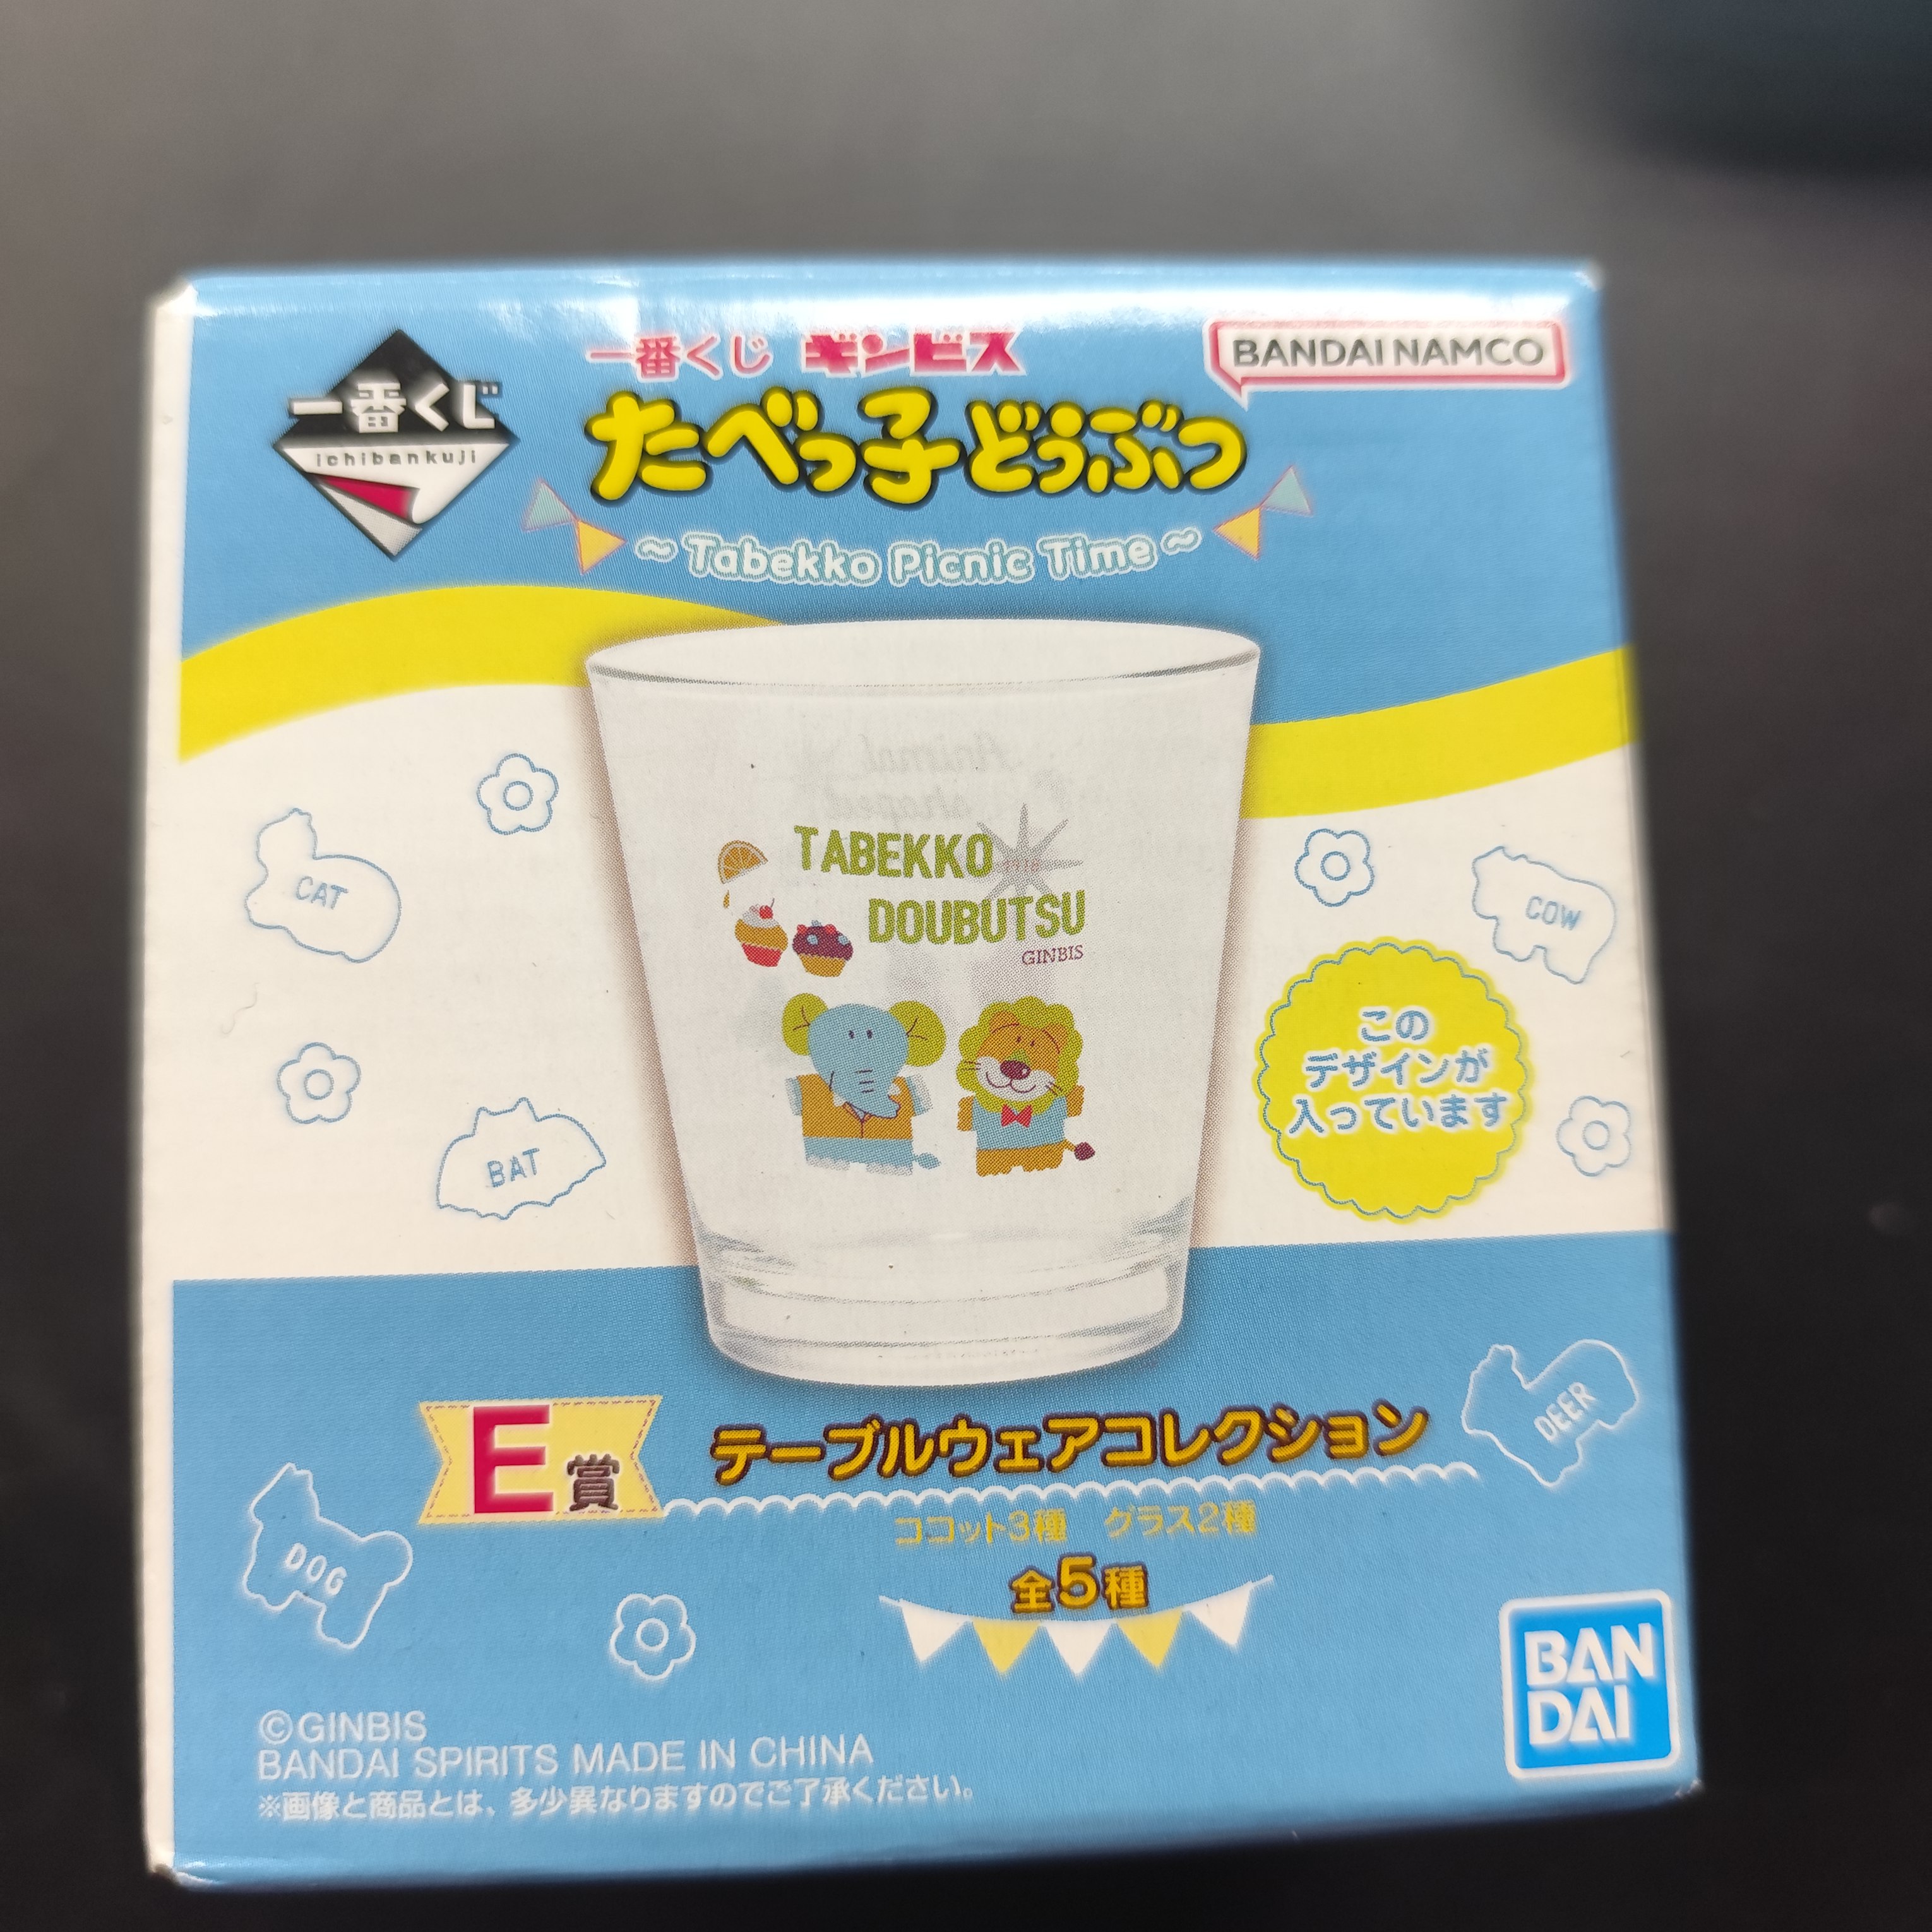 一番くじ
ichibankuji
一番くじ ギンビス
BANDAI NAMCO
たべっ子どうぶつ
~Tabekko Picnic Time~
Animal
shaped
TABEKKO
DOUBUTSU
GINBIS
CAT
COW
BAT
この
デザインが
入っています
E賞
テーブルウェアコレクション
DEER
ココット3種 グラス2種
全5種
DOG
BAN
DAI
©GINBIS
BANDAI SPIRITS MADE IN CHINA
※画像と商品とは、多少異なりますのでご了承ください。